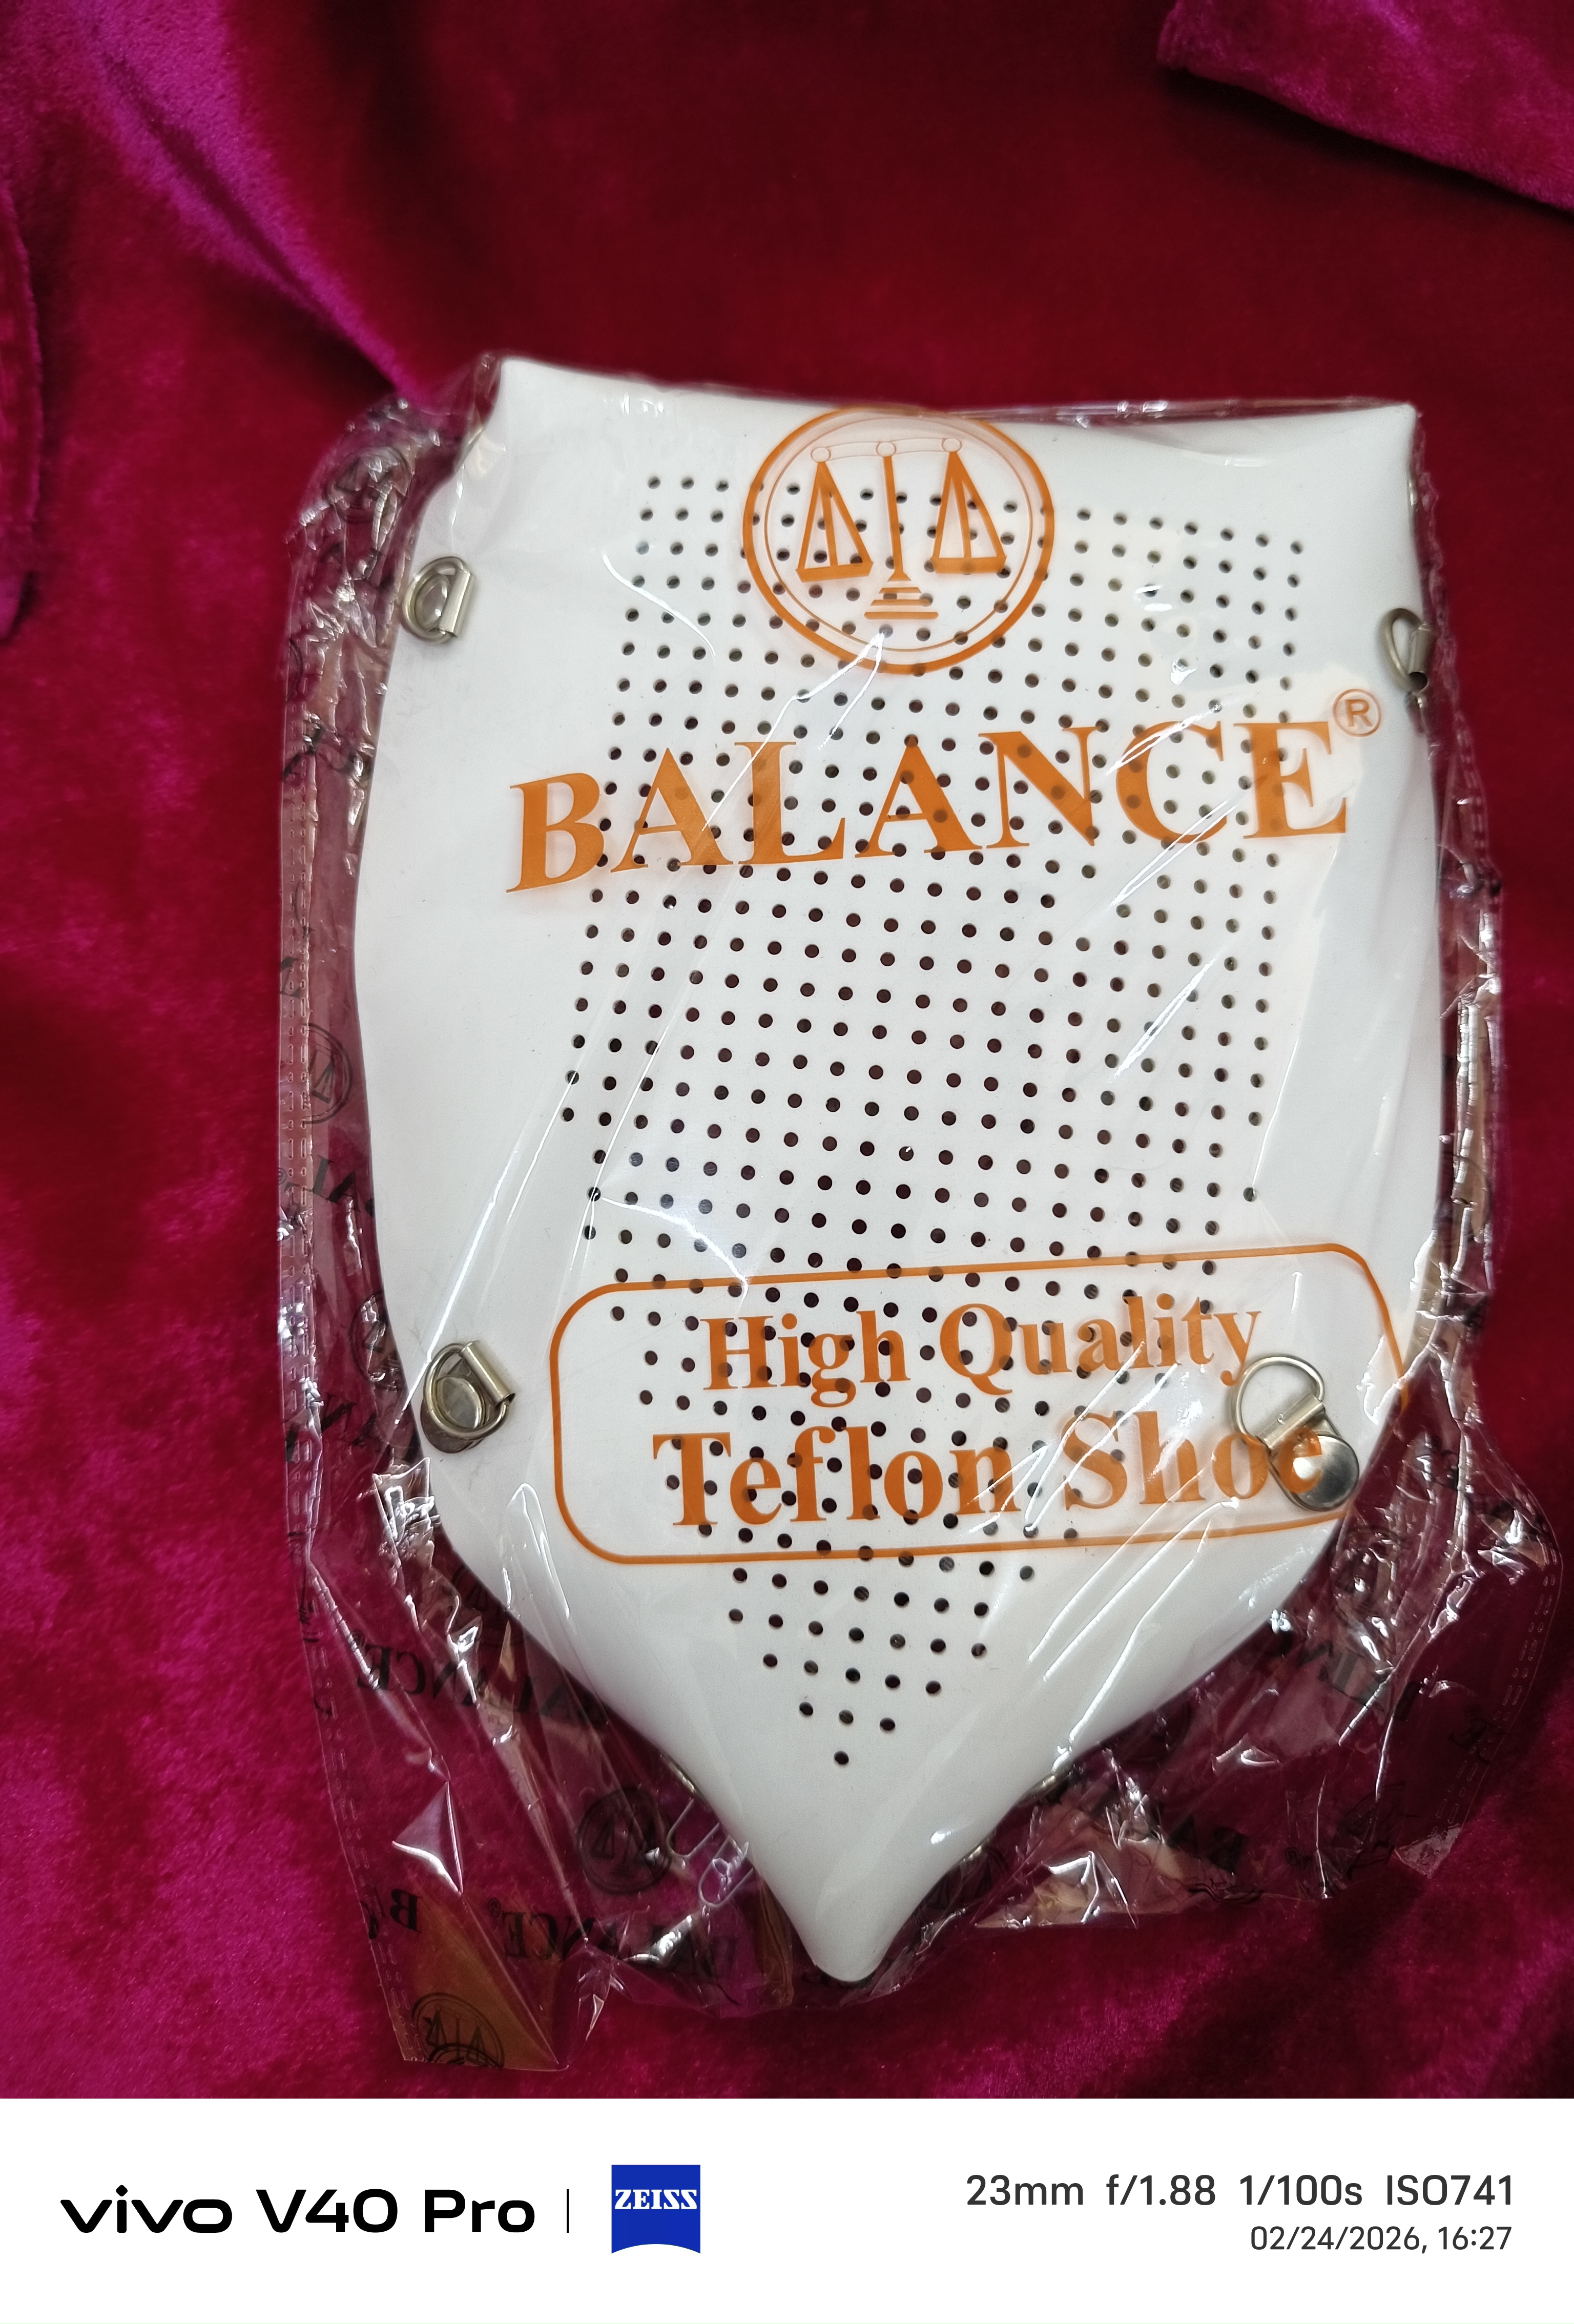 BALANCE®
High Quality
Teflon Shoe
BALANCE
vivo V40 Pro | ZEISS
23mm f/1.88 1/100s ISO741
02/24/2026, 16:27